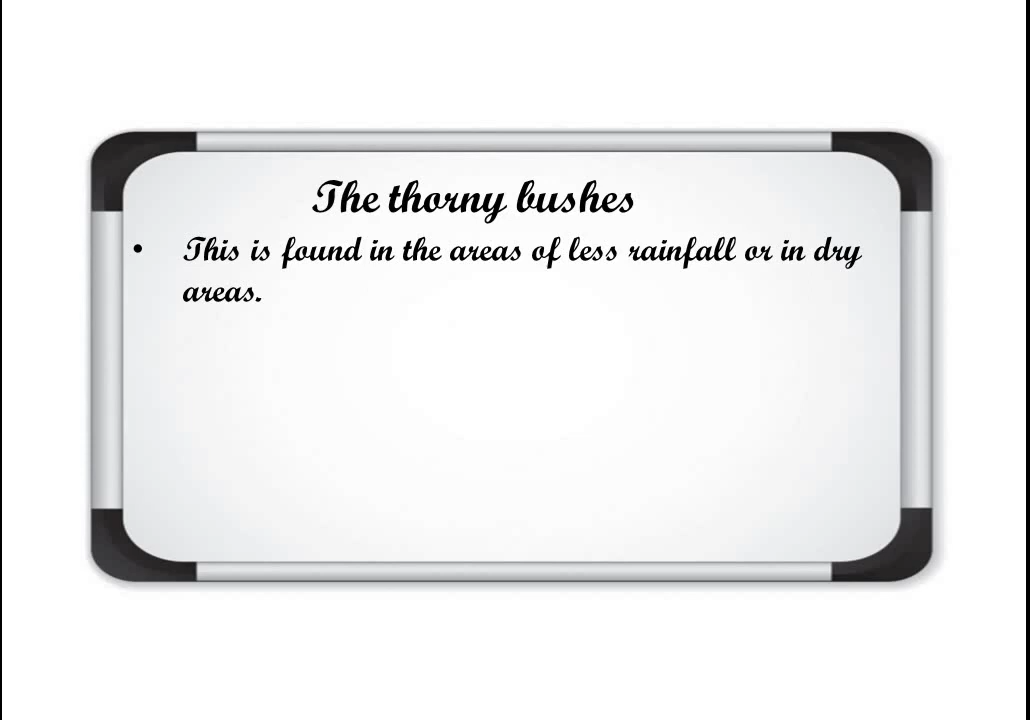 The thorny bushes
• This is found in the areas of less rainfall or in dry
areas.